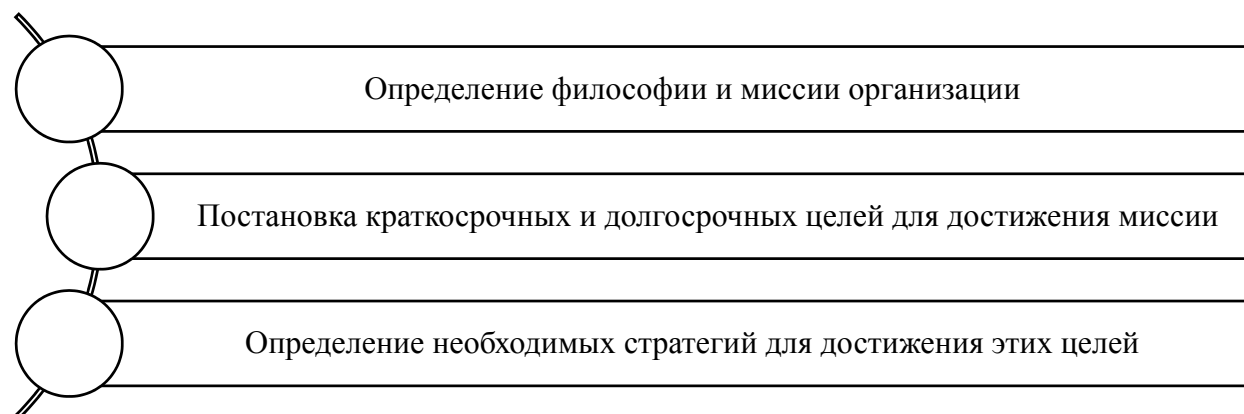 Определение философии и миссии организации
Постановка краткосрочных и долгосрочных целей для достижения миссии
Определение необходимых стратегий для достижения этих целей